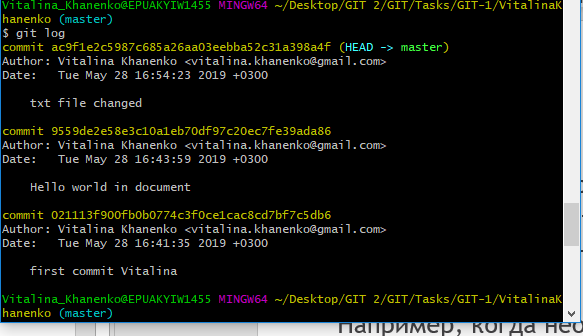 Vitalina_Khanenko@EPUAKYIW1455 MINGW64 ~/Desktop/GIT 2/GIT/Tasks/GIT-1/VitalinaK
hanenko (master)
$ git log
commit ac9f1e2c5987c685a26aa03eebba52c31a398a4f (HEAD -> master)
Author: Vitalina Khanenko <vitalina.khanenko@gmail.com>
Date:   Tue May 28 16:54:23 2019 +0300
    txt file changed
commit 9559de2e58e3c10a1eb70df97c20ec7fe39ada86
Author: Vitalina Khanenko <vitalina.khanenko@gmail.com>
Date:   Tue May 28 16:43:59 2019 +0300
    Hello world in document
commit 021113f900fb0b0774c3f0ce1cac8cd7bf7c5db6
Author: Vitalina Khanenko <vitalina.khanenko@gmail.com>
Date:   Tue May 28 16:41:35 2019 +0300
    first commit Vitalina
Vitalina_Khanenko@EPUAKYIW1455 MINGW64 ~/Desktop/GIT 2/GIT/Tasks/GIT-1/VitalinaK
hanenko (master)
Например, когда нео